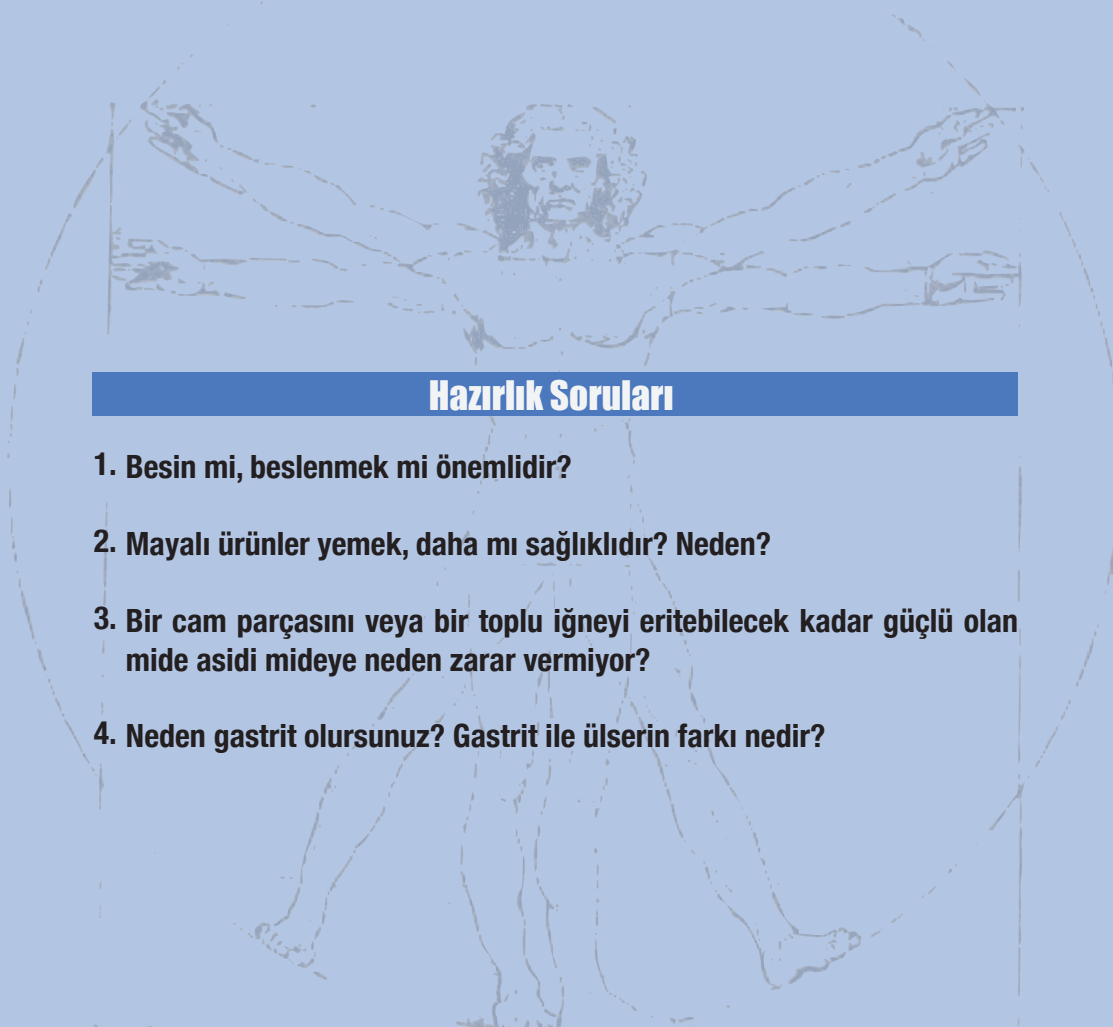 Hazırlık Soruları
1. Besin mi, beslenmek mi önemlidir?
2. Mayalı ürünler yemek, daha mı sağlıklıdır? Neden?
3. Bir cam parçasını veya bir toplu iğneyi eritebilecek kadar güçlü olan
mide asidi mideye neden zarar vermiyor?
4. Neden gastrit olursunuz? Gastrit ile ülserin farkı nedir?